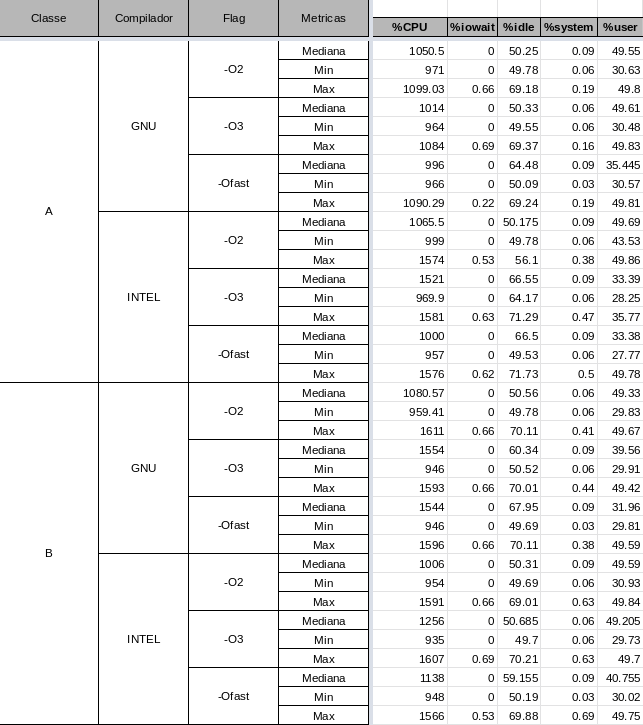 Classe Compilador Flag Metricas %CPU %iowait %idle %system %user
A GNU -O2 Mediana 1050.5 0 50.25 0.09 49.55
Min 971 0 49.78 0.06 30.63
Max 1099.03 0.66 69.18 0.19 49.8
-O3 Mediana 1014 0 50.33 0.06 49.61
Min 964 0 49.55 0.06 30.48
Max 1084 0.69 69.37 0.16 49.83
-Ofast Mediana 996 0 64.48 0.09 35.445
Min 966 0 50.09 0.03 30.57
Max 1090.29 0.22 69.24 0.19 49.81
INTEL -O2 Mediana 1065.5 0 50.175 0.09 49.69
Min 999 0 49.78 0.06 43.53
Max 1574 0.53 56.1 0.38 49.86
-O3 Mediana 1521 0 66.55 0.09 33.39
Min 969.9 0 64.17 0.06 28.25
Max 1581 0.63 71.29 0.47 35.77
-Ofast Mediana 1000 0 66.5 0.09 33.38
Min 957 0 49.53 0.06 27.77
Max 1576 0.62 71.73 0.5 49.78
B GNU -O2 Mediana 1080.57 0 50.56 0.06 49.33
Min 959.41 0 49.78 0.06 29.83
Max 1611 0.66 70.11 0.41 49.67
-O3 Mediana 1554 0 60.34 0.09 39.56
Min 946 0 50.52 0.06 29.91
Max 1593 0.66 70.01 0.44 49.42
-Ofast Mediana 1544 0 67.95 0.09 31.96
Min 946 0 49.69 0.03 29.81
Max 1596 0.66 70.11 0.38 49.59
INTEL -O2 Mediana 1006 0 50.31 0.09 49.59
Min 954 0 49.69 0.06 30.93
Max 1591 0.66 69.01 0.63 49.84
-O3 Mediana 1256 0 50.685 0.06 49.205
Min 935 0 49.7 0.06 29.73
Max 1607 0.69 70.21 0.63 49.7
-Ofast Mediana 1138 0 59.155 0.09 40.755
Min 948 0 50.19 0.03 30.02
Max 1566 0.53 69.88 0.69 49.75